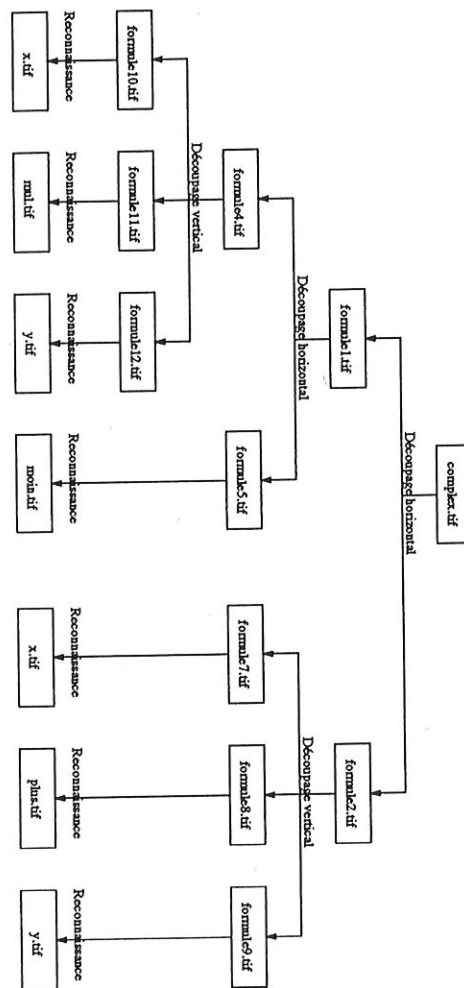 complex.tif
Découpage horizontal
formule1.tif
formule2.tif
Découpage horizontal
Découpage vertical
formule4.tif
formule5.tif
formule7.tif
formule8.tif
formule9.tif
Découpage vertical
formule10.tif
formule11.tif
formule12.tif
Reconnaissance
Reconnaissance
Reconnaissance
Reconnaissance
Reconnaissance
Reconnaissance
Reconnaissance
x.tif
mul.tif
y.tif
moin.tif
x.tif
plus.tif
y.tif